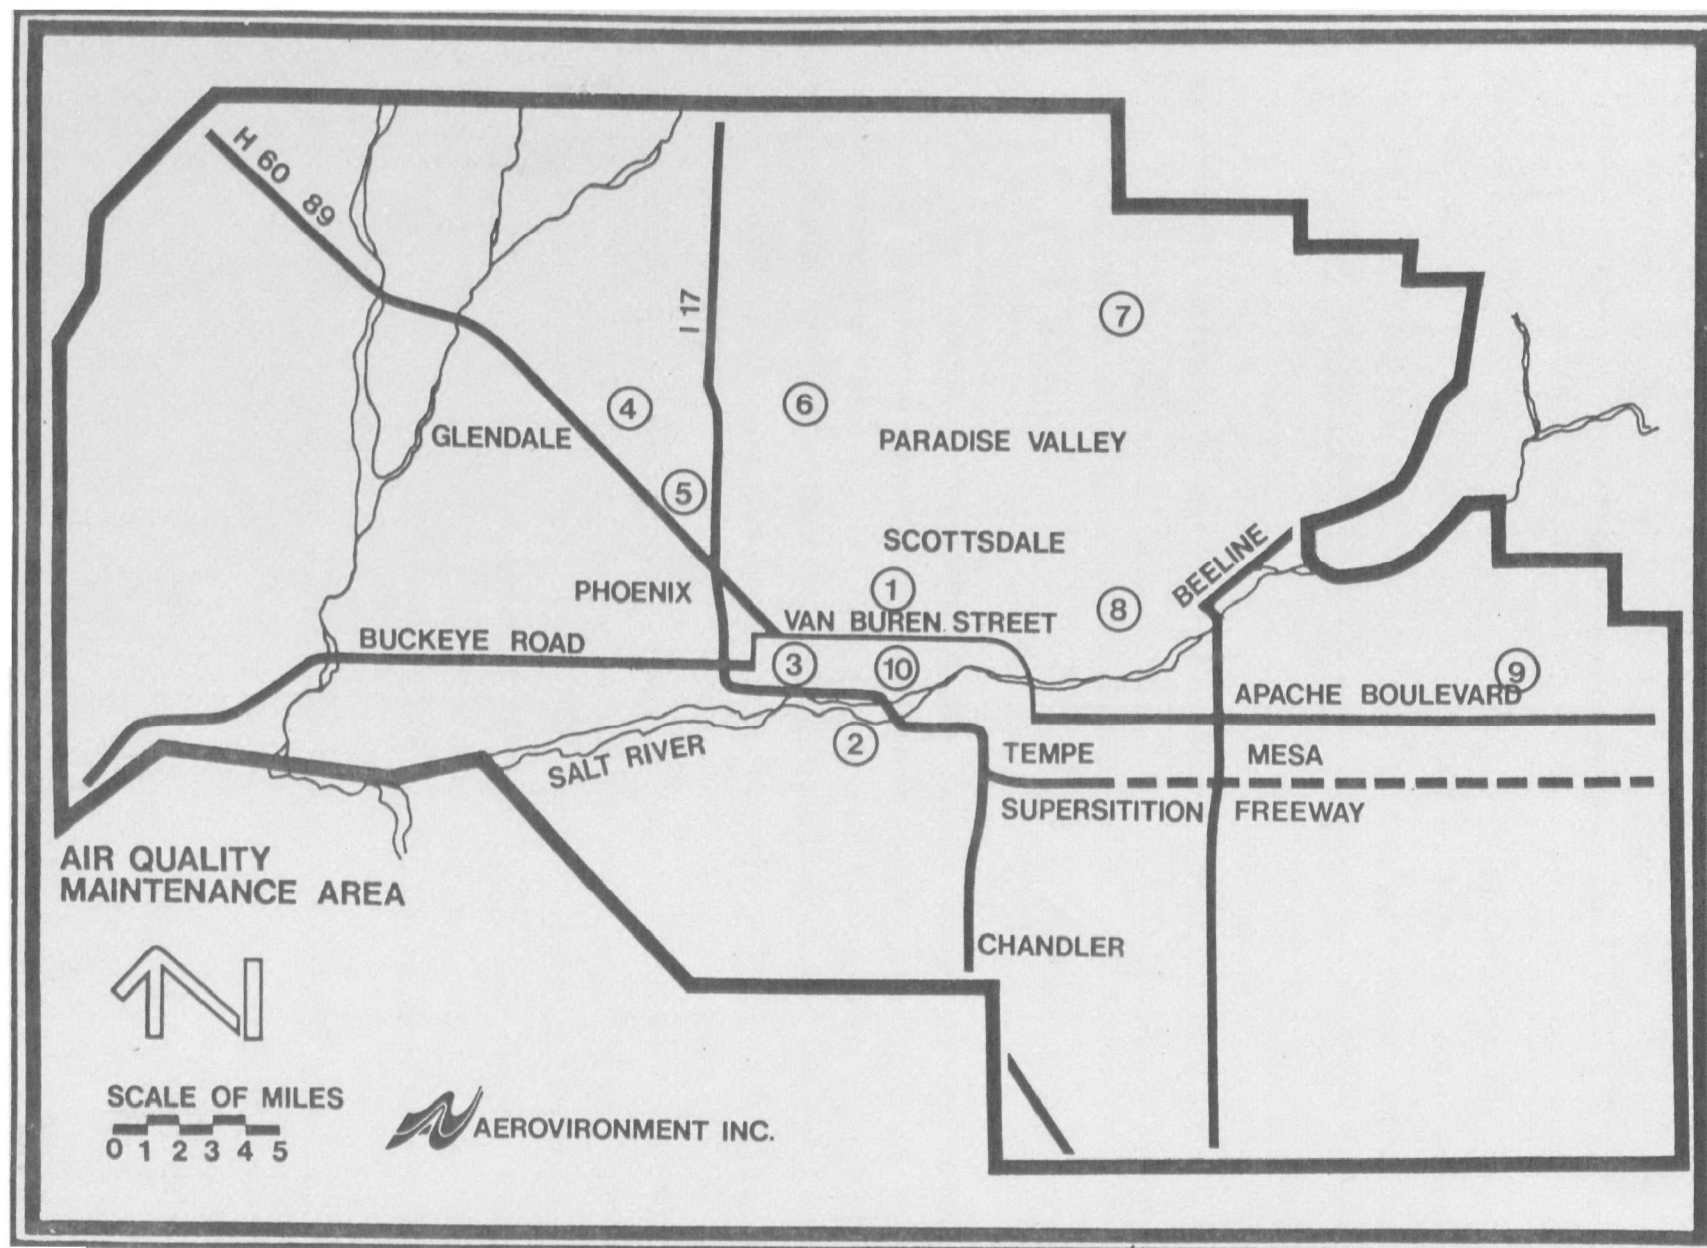 H 60 89
I 17
7
4
6
GLENDALE
PARADISE VALLEY
5
SCOTTSDALE
BEELINE
PHOENIX
1
8
VAN BUREN STREET
BUCKEYE ROAD
3
10
9
APACHE BOULEVARD
2
SALT RIVER
TEMPE
MESA
SUPERSITITION FREEWAY
AIR QUALITY
MAINTENANCE AREA
CHANDLER
N
SCALE OF MILES
0 1 2 3 4 5
AEROVIRONMENT INC.